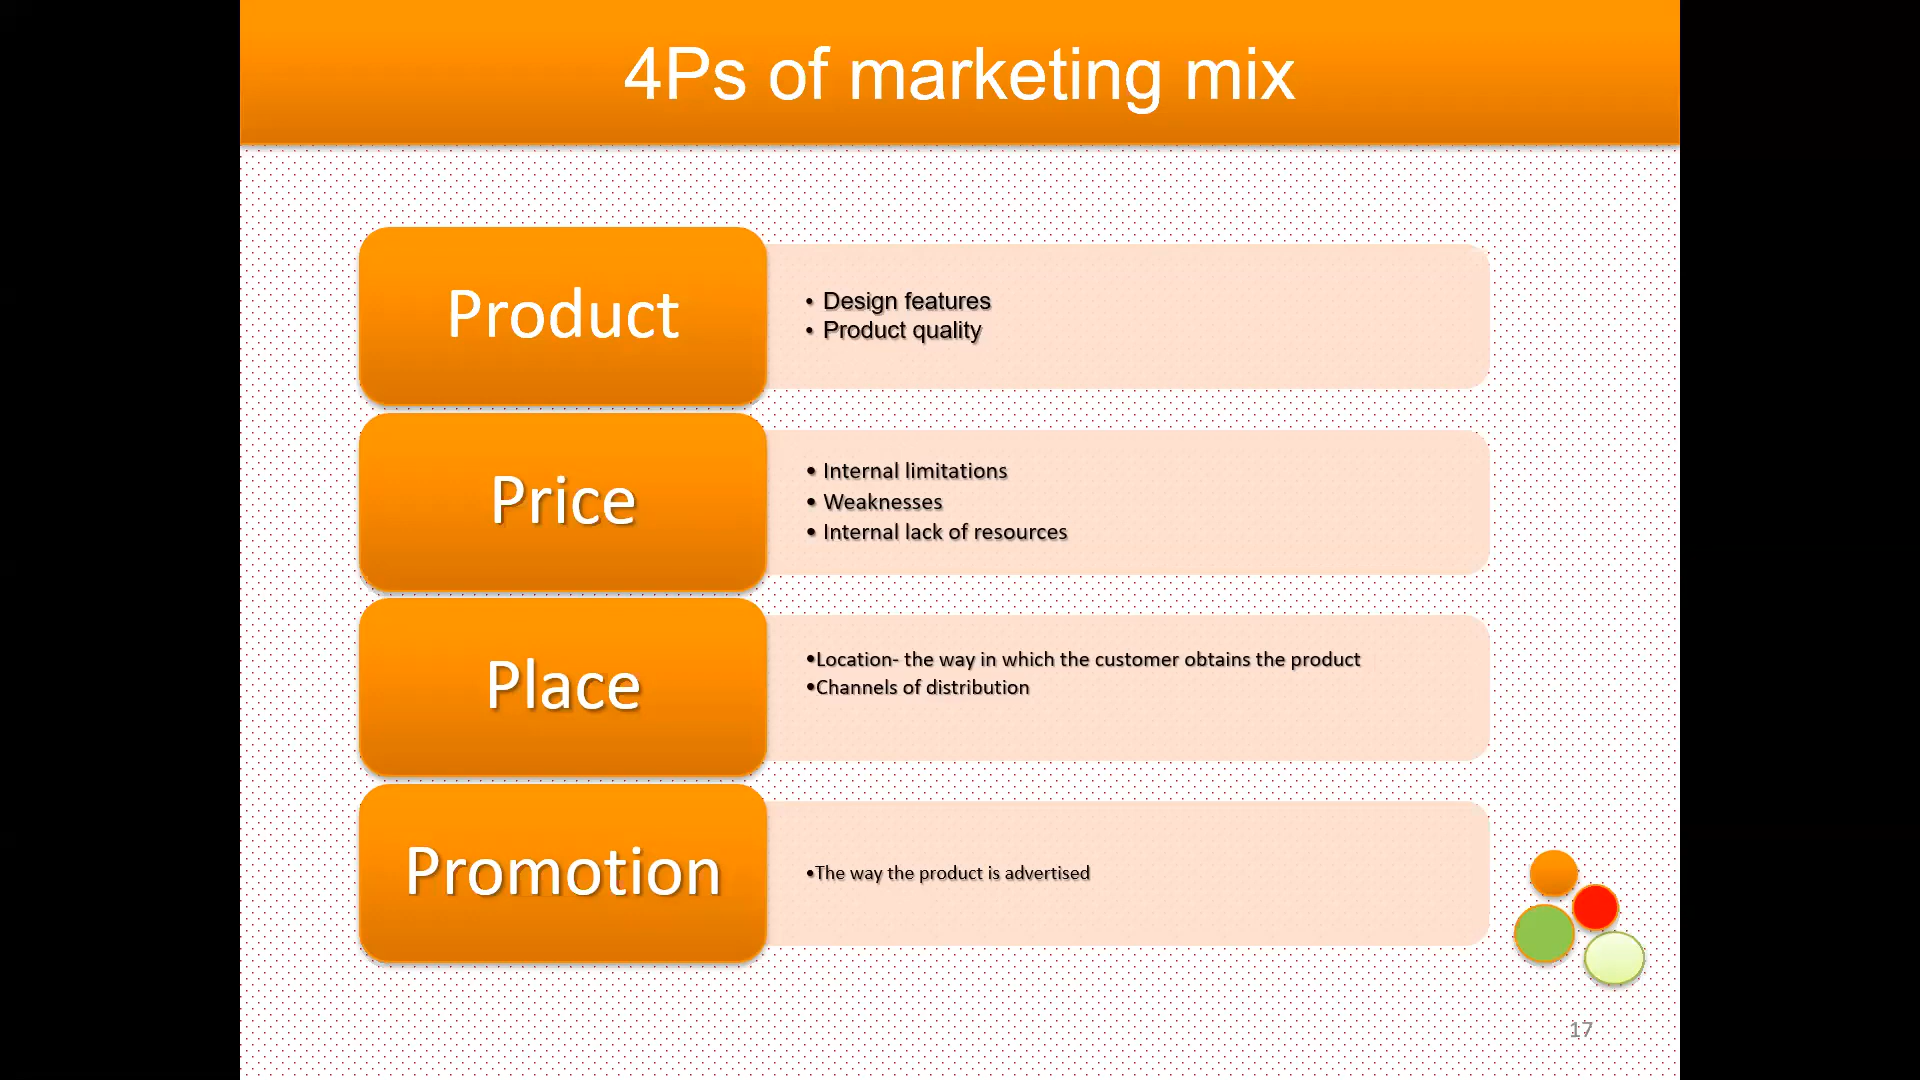 4Ps of marketing mix
Product
• Design features
• Product quality
Price
• Internal limitations
• Weaknesses
• Internal lack of resources
Place
•Location- the way in which the customer obtains the product
•Channels of distribution
Promotion
•The way the product is advertised
17